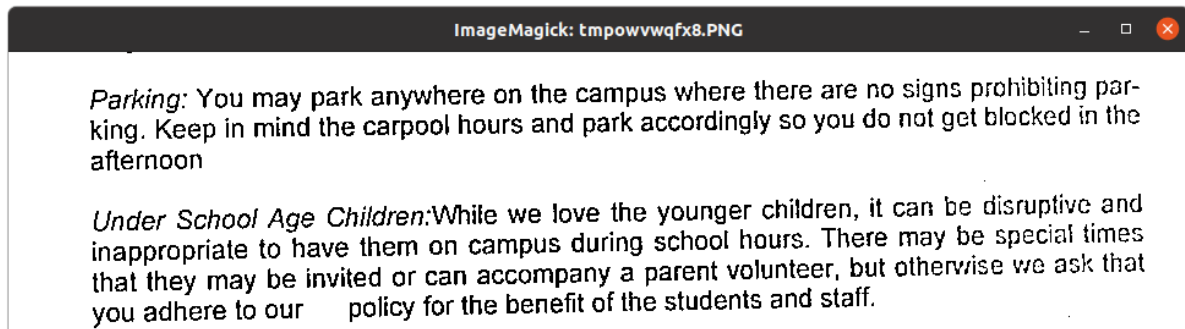 ImageMagick: tmpowvwqfx8.PNG
Parking: You may park anywhere on the campus where there are no signs prohibiting par-
king. Keep in mind the carpool hours and park accordingly so you do not get blocked in the
afternoon
Under School Age Children:While we love the younger children, it can be disruptive and
inappropriate to have them on campus during school hours. There may be special times
that they may be invited or can accompany a parent volunteer, but otherwise we ask that
you adhere to our policy for the benefit of the students and staff.